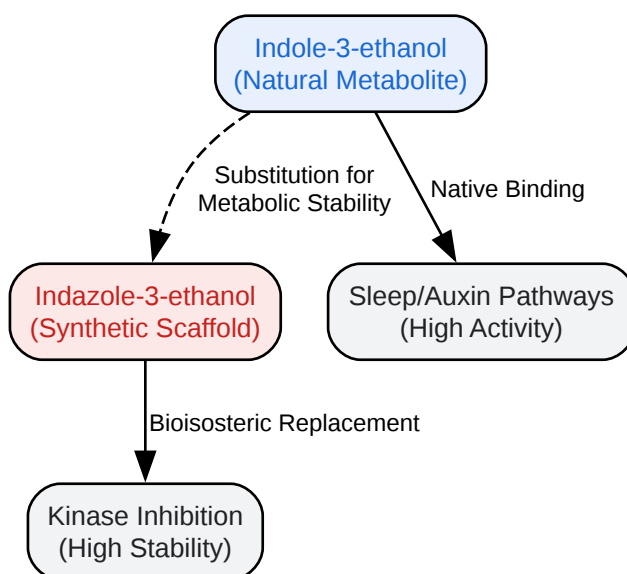 Indole-3-ethanol
(Natural Metabolite)
Substitution for
Metabolic Stability
Native Binding
Indazole-3-ethanol
(Synthetic Scaffold)
Sleep/Auxin Pathways
(High Activity)
Bioisosteric Replacement
Kinase Inhibition
(High Stability)